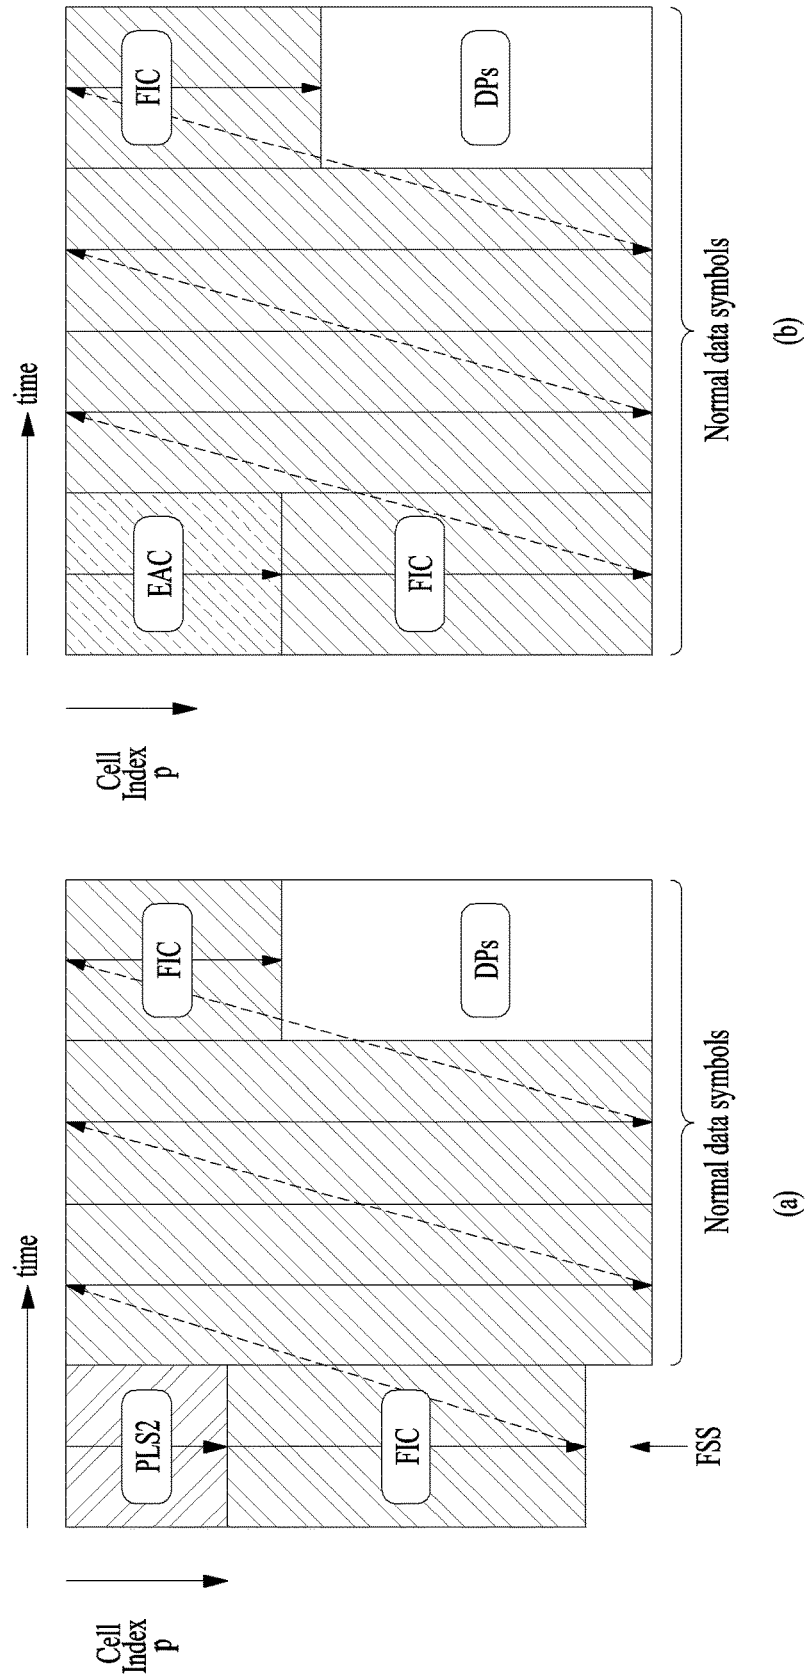 Cell
Index
p
time
PLS2
FIC
FIC
DPs
FSS
Normal data symbols
(a)
Cell
Index
p
time
EAC
FIC
FIC
DPs
Normal data symbols
(b)